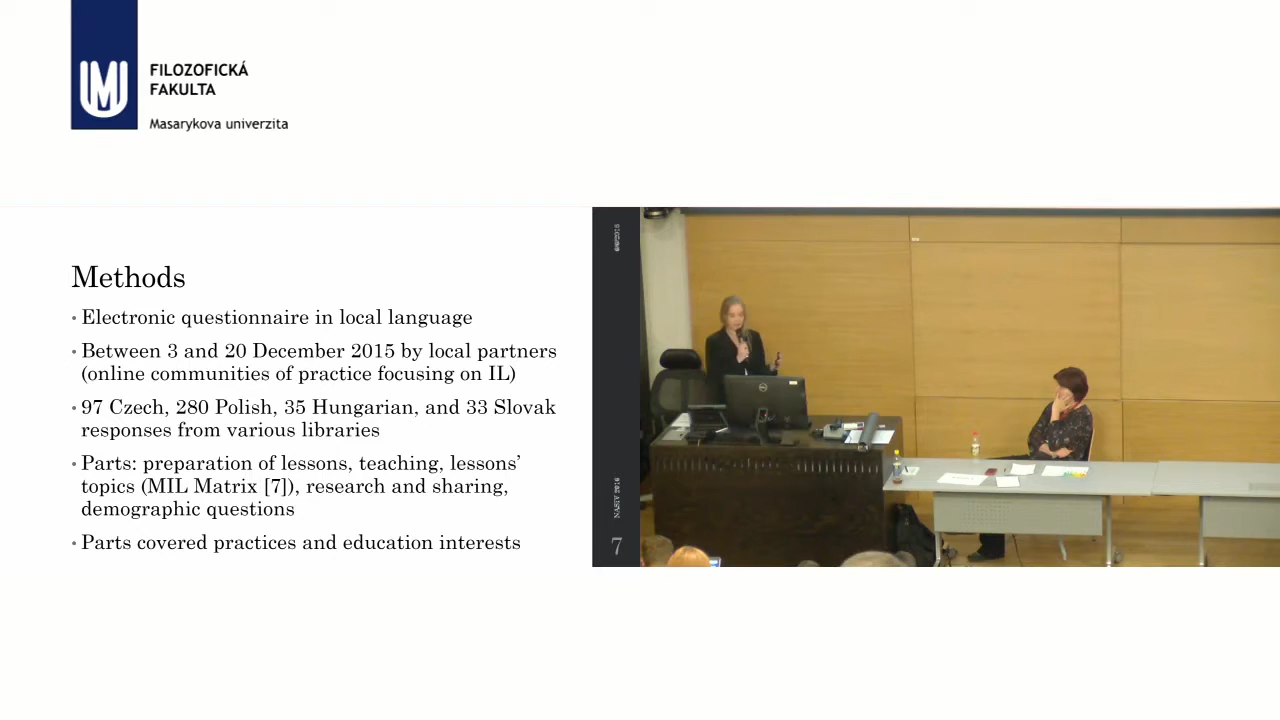 FILOZOFICKÁ
FAKULTA
Masarykova univerzita
Methods
• Electronic questionnaire in local language
• Between 3 and 20 December 2015 by local partners
(online communities of practice focusing on IL)
• 97 Czech, 280 Polish, 35 Hungarian, and 33 Slovak
responses from various libraries
• Parts: preparation of lessons, teaching, lessons’
topics (MIL Matrix [7]), research and sharing,
demographic questions
• Parts covered practices and education interests
7
DELL